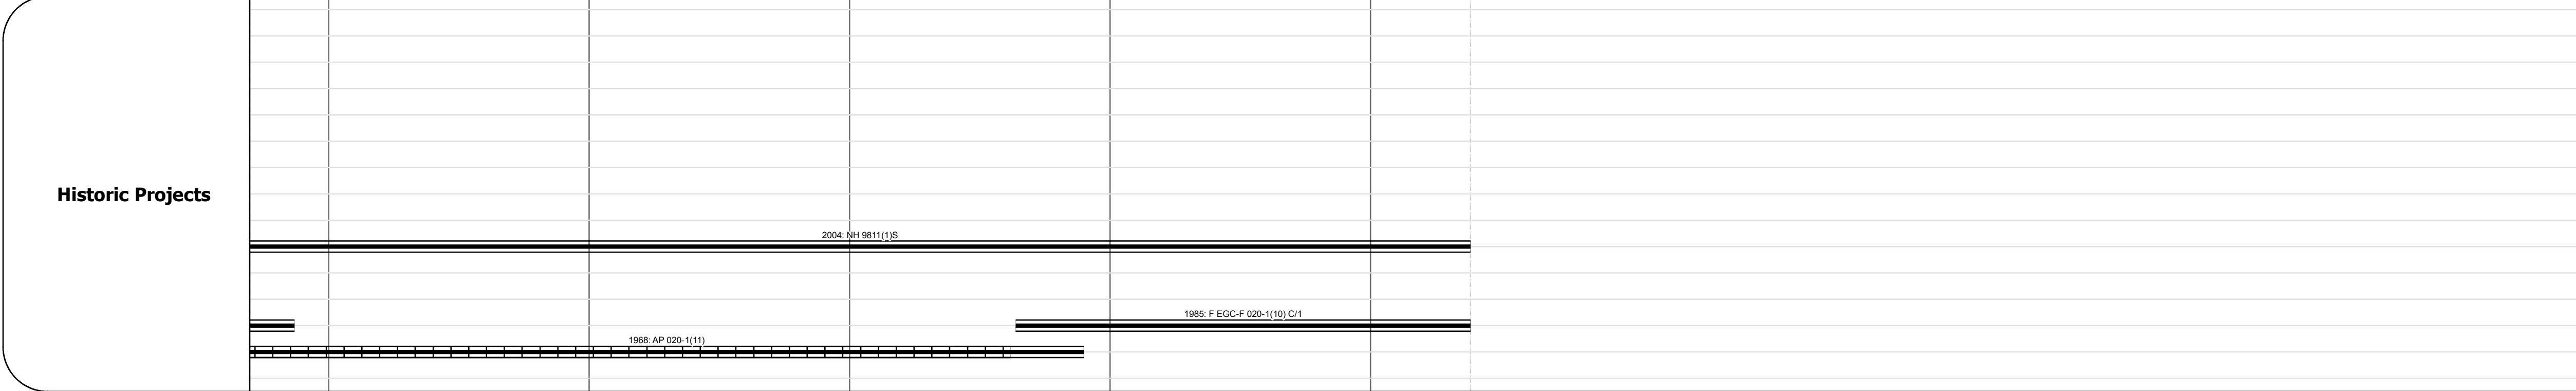 Historic Projects
2004: NH 9811(1)S
1985: F EGC-F 020-1(10) C/1
1968: AP 020-1(11)